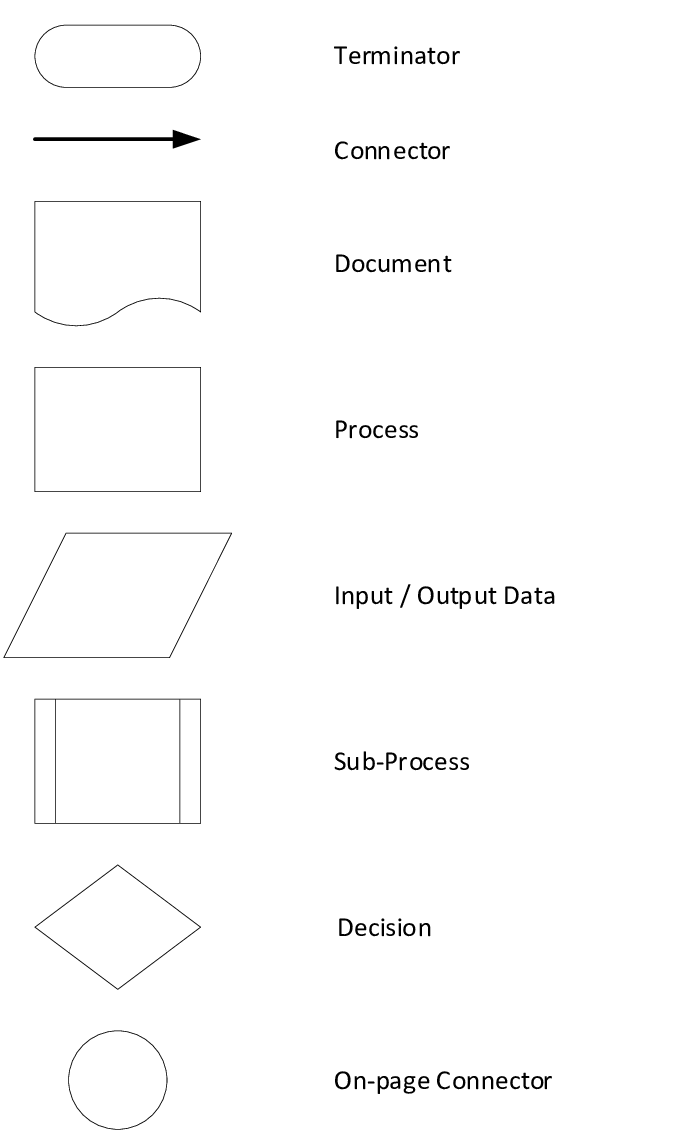 Terminator
Connector
Document
Process
Input / Output Data
Sub-Process
Decision
On-page Connector